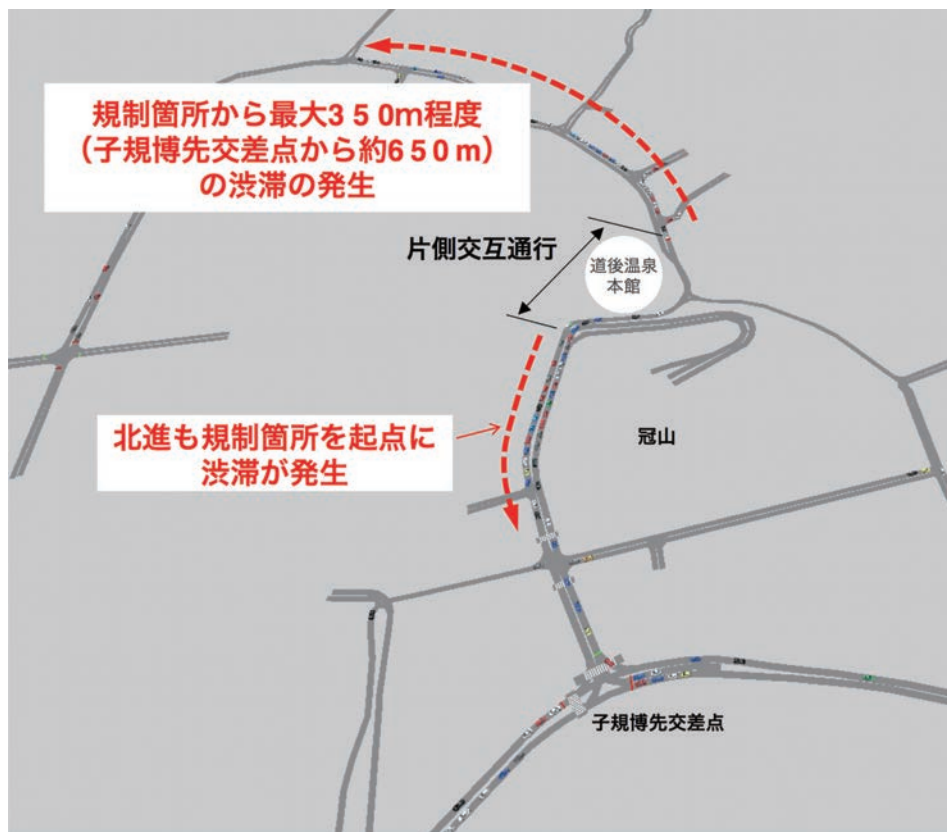 規制箇所から最大３５０ｍ程度
（子規博先交差点から約６５０ｍ）
の渋滞の発生
片側交互通行
道後温泉
本館
北進も規制箇所を起点に
渋滞が発生
冠山
子規博先交差点